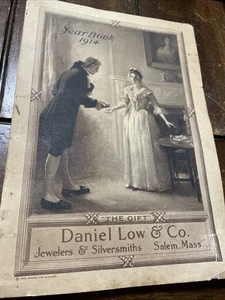 Year Book
1914
THE GIFT
Daniel Low & Co.
Jewelers & Silversmiths Salem, Mass.